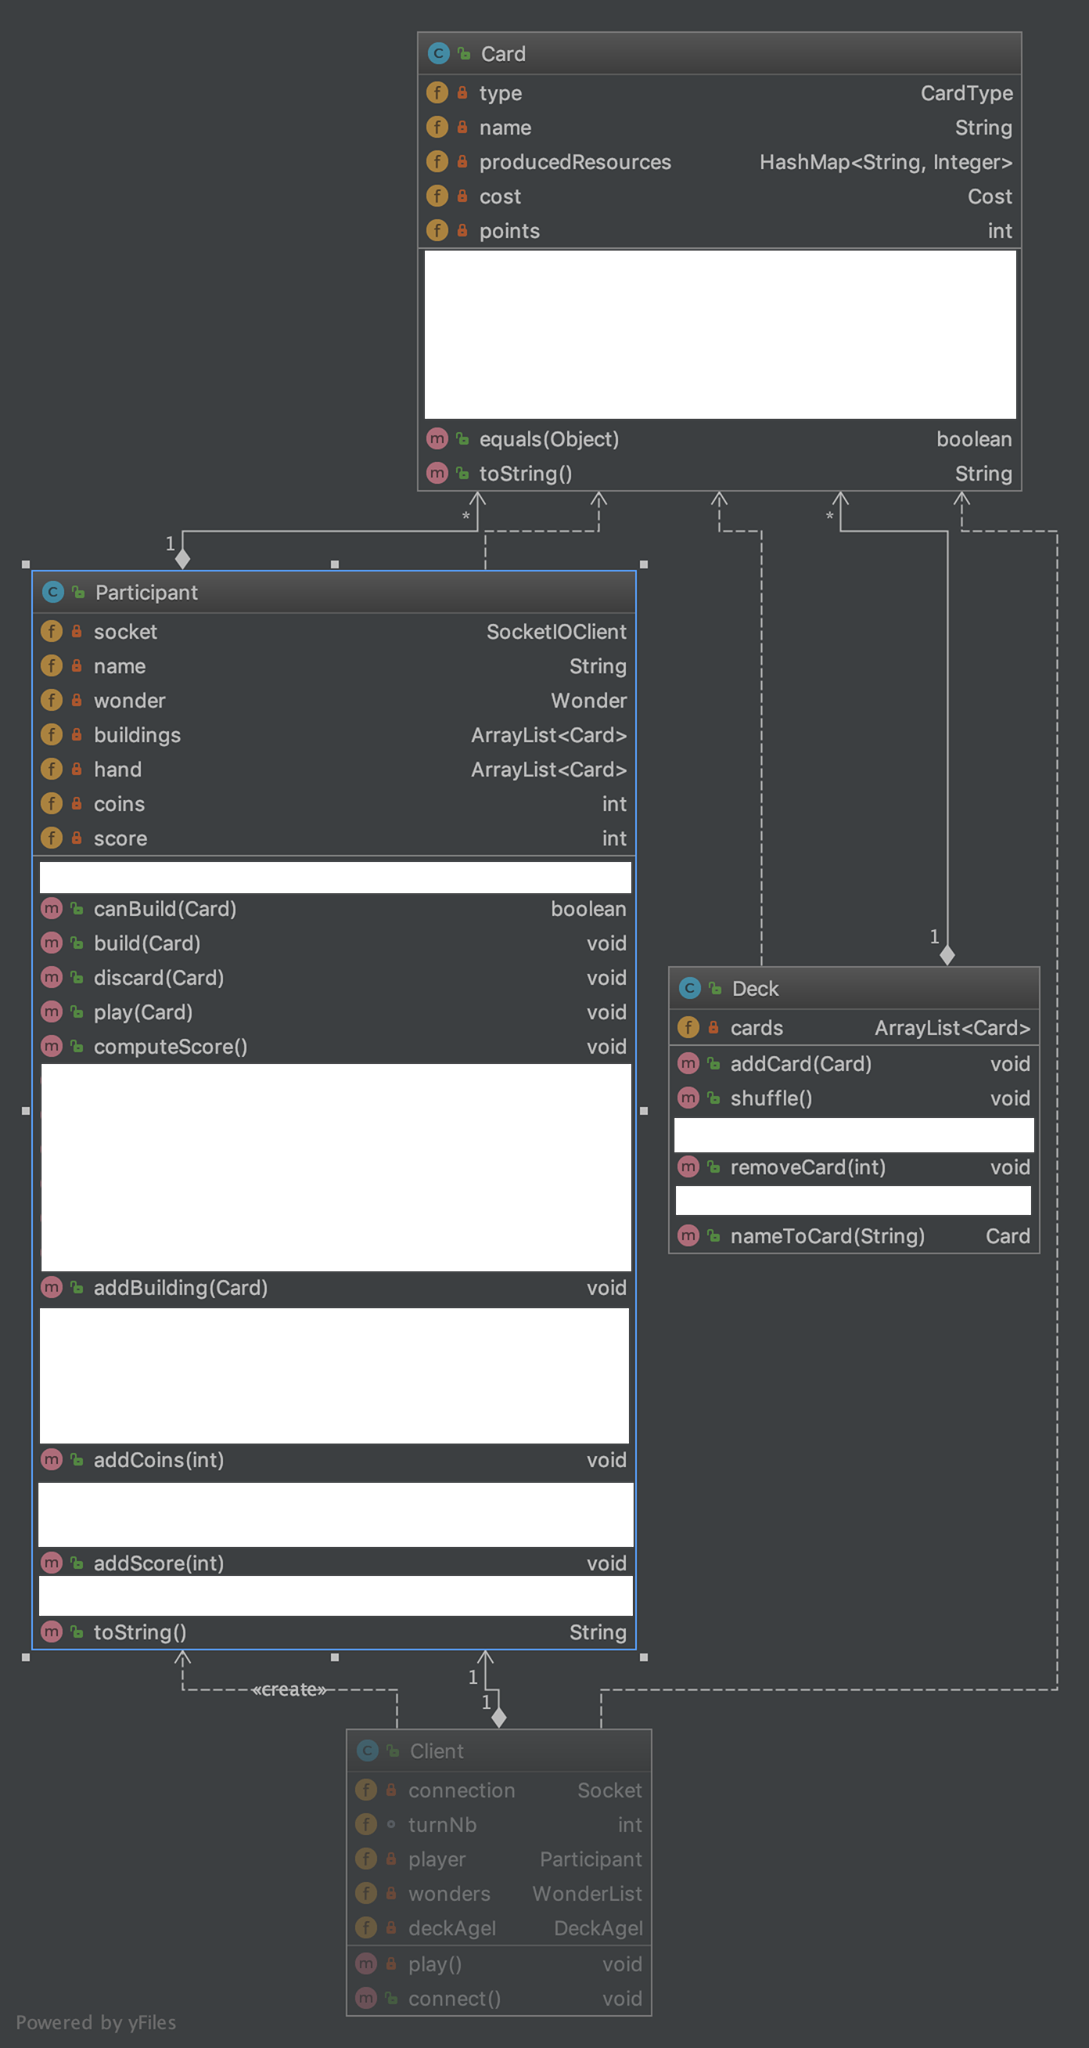 Card
type CardType
name String
producedResources HashMap<String, Integer>
cost Cost
points int
equals(Object) boolean
toString() String
* *
1
Participant
socket SocketIOClient
name String
wonder Wonder
buildings ArrayList<Card>
hand ArrayList<Card>
coins int
score int
canBuild(Card) boolean
build(Card) void
discard(Card) void
play(Card) void
computeScore() void
addBuilding(Card) void
addCoins(int) void
addScore(int) void
toString() String
1
Deck
cards ArrayList<Card>
addCard(Card) void
shuffle() void
removeCard(int) void
nameToCard(String) Card
«create»
1
1
Client
connection Socket
turnNb int
player Participant
wonders WonderList
deckAgeI DeckAgeI
play() void
connect() void
Powered by yFiles